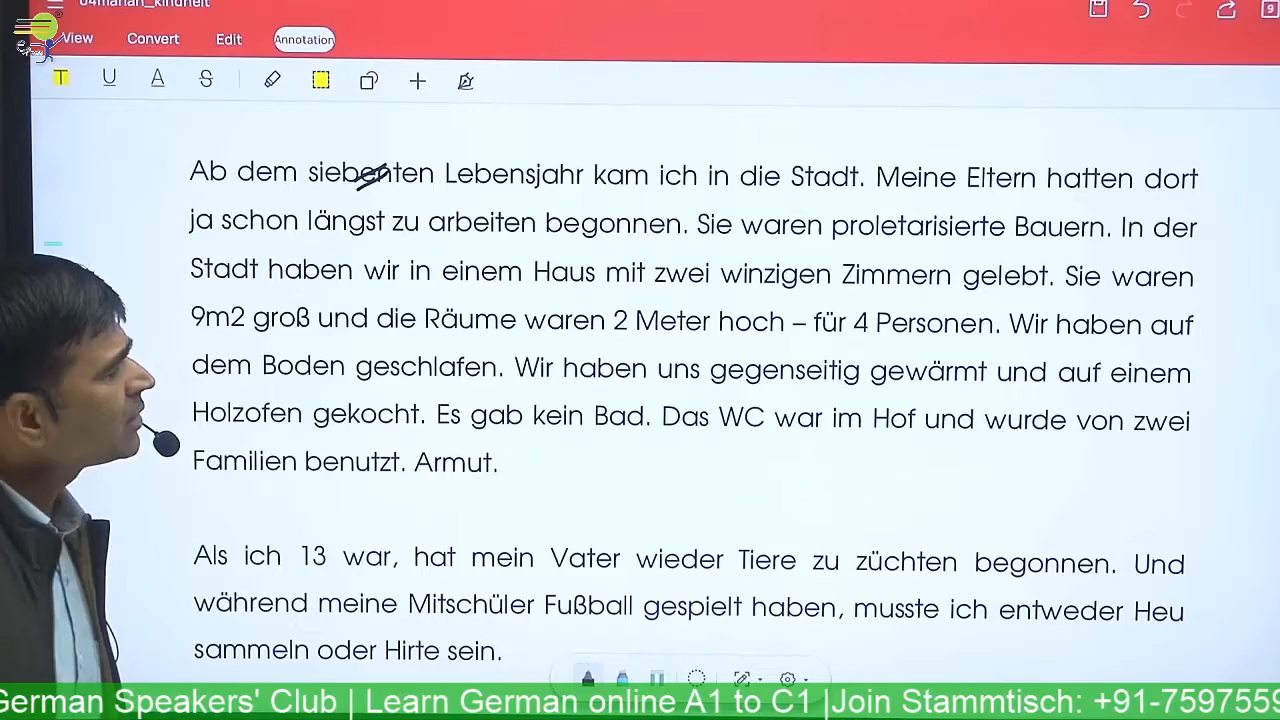 04marian_kindheit
View Convert Edit Annotation
T U A S
9
Ab dem siebenten Lebensjahr kam ich in die Stadt. Meine Eltern hatten dort
ja schon längst zu arbeiten begonnen. Sie waren proletarisierte Bauern. In der
Stadt haben wir in einem Haus mit zwei winzigen Zimmern gelebt. Sie waren
9m2 groß und die Räume waren 2 Meter hoch – für 4 Personen. Wir haben auf
dem Boden geschlafen. Wir haben uns gegenseitig gewärmt und auf einem
Holzofen gekocht. Es gab kein Bad. Das WC war im Hof und wurde von zwei
Familien benutzt. Armut.
Als ich 13 war, hat mein Vater wieder Tiere zu züchten begonnen. Und
während meine Mitschüler Fußball gespielt haben, musste ich entweder Heu
sammeln oder Hirte sein.
German Speakers' Club | Learn German online A1 to C1 |Join Stammtisch: +91-7597559